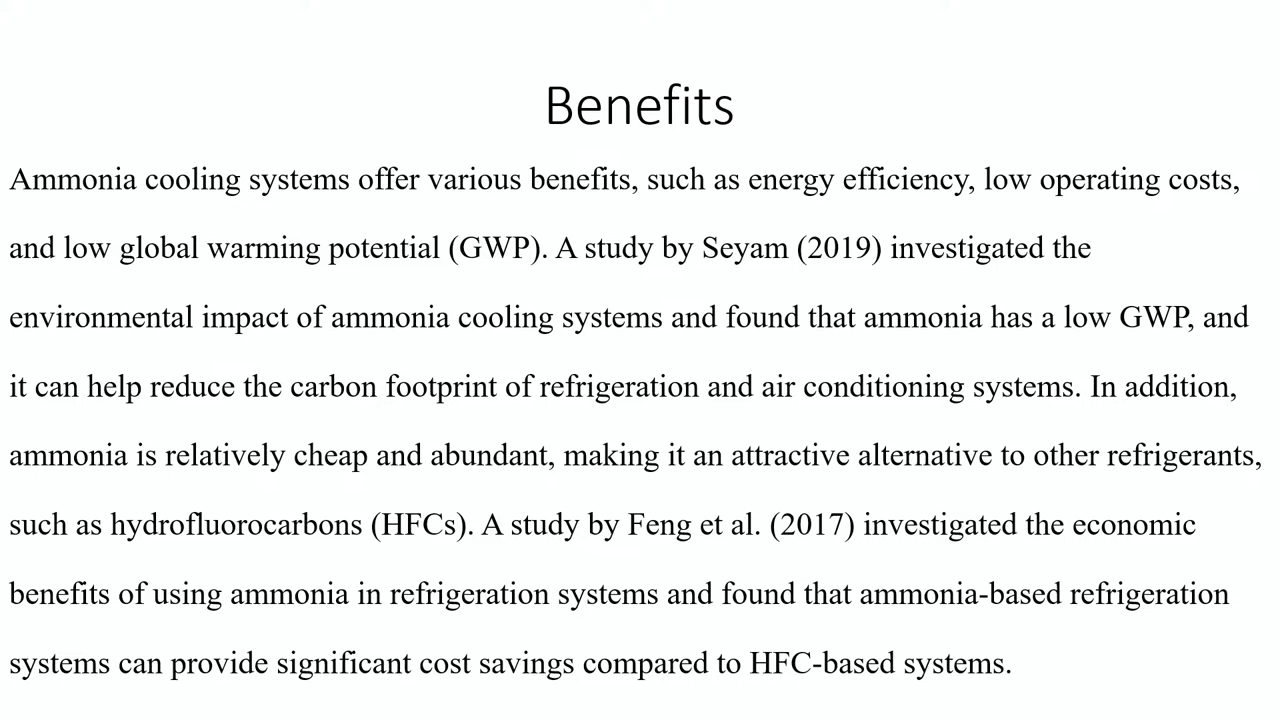 Benefits
Ammonia cooling systems offer various benefits, such as energy efficiency, low operating costs,
and low global warming potential (GWP). A study by Seyam (2019) investigated the
environmental impact of ammonia cooling systems and found that ammonia has a low GWP, and
it can help reduce the carbon footprint of refrigeration and air conditioning systems. In addition,
ammonia is relatively cheap and abundant, making it an attractive alternative to other refrigerants,
such as hydrofluorocarbons (HFCs). A study by Feng et al. (2017) investigated the economic
benefits of using ammonia in refrigeration systems and found that ammonia-based refrigeration
systems can provide significant cost savings compared to HFC-based systems.